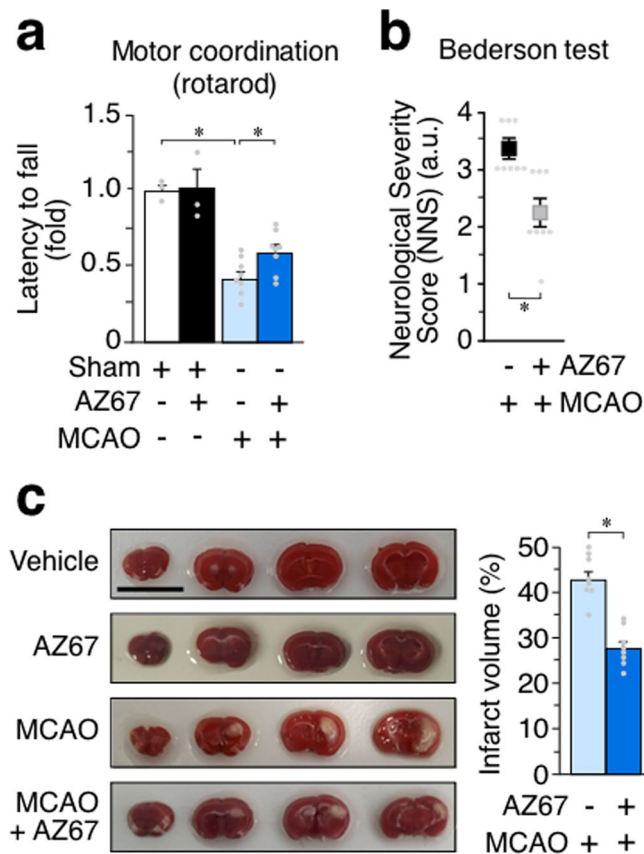 a
Motor coordination
(rotarod)
Latency to fall
(fold)
1.5
1.0
0.5
0
*
*
Sham + + - -
AZ67 - + - +
MCAO - - + +
b
Bederson test
Neurological Severity
Score (NNS) (a.u.)
4
3
2
1
0
*
- + AZ67
+ + MCAO
c
Vehicle
AZ67
MCAO
MCAO
+ AZ67
Infarct volume (%)
50
40
30
20
10
0
*
AZ67 - +
MCAO + +